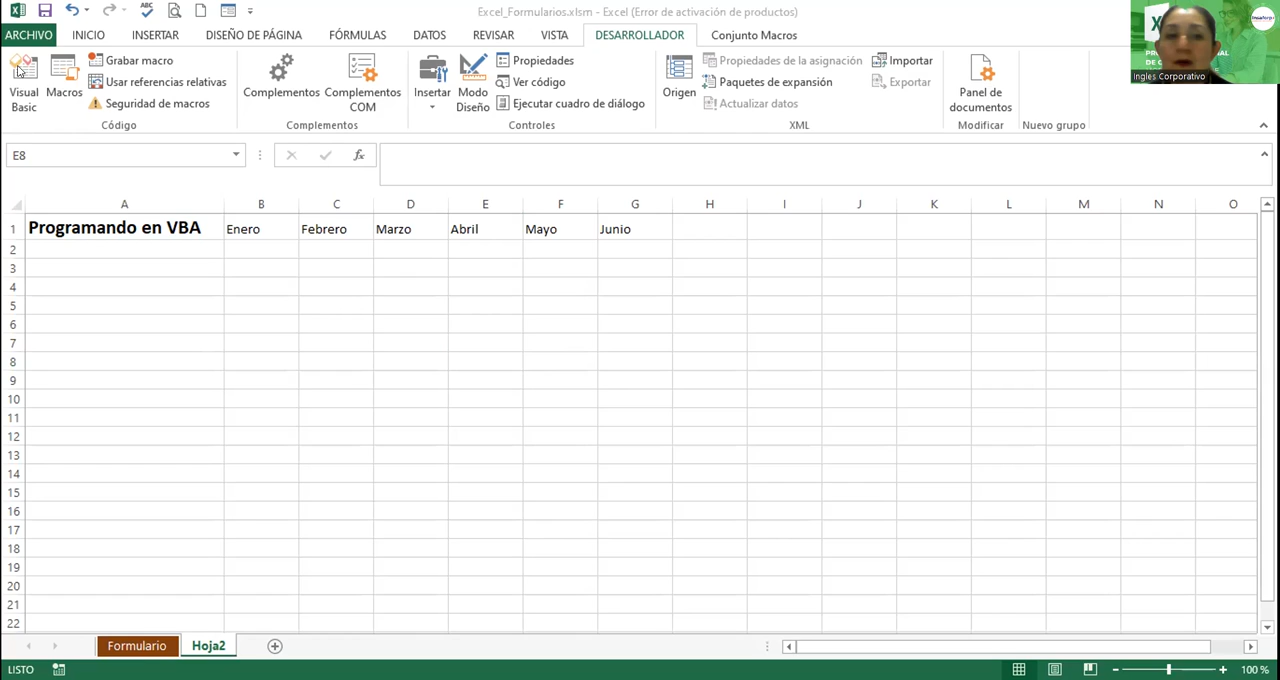 Excel_Formularios.xlsm - Excel (Error de activación de productos)
ARCHIVO INICIO INSERTAR DISEÑO DE PÁGINA FÓRMULAS DATOS REVISAR VISTA DESARROLLADOR Conjunto Macros
Ingles Corporativo
Visual Basic
Macros
Grabar macro
Usar referencias relativas
Seguridad de macros
Código
Complementos
Complementos COM
Complementos
Insertar
Modo Diseño
Propiedades
Ver código
Ejecutar cuadro de diálogo
Controles
Origen
Propiedades de la asignación
Paquetes de expansión
Actualizar datos
Importar
Exportar
XML
Panel de documentos
Modificar
Nuevo grupo
E8
fx
A B C D E F G H I J K L M N O
1 Programando en VBA Enero Febrero Marzo Abril Mayo Junio
2
3
4
5
6
7
8
9
10
11
12
13
14
15
16
17
18
19
20
21
22
Formulario Hoja2
LISTO
100 %